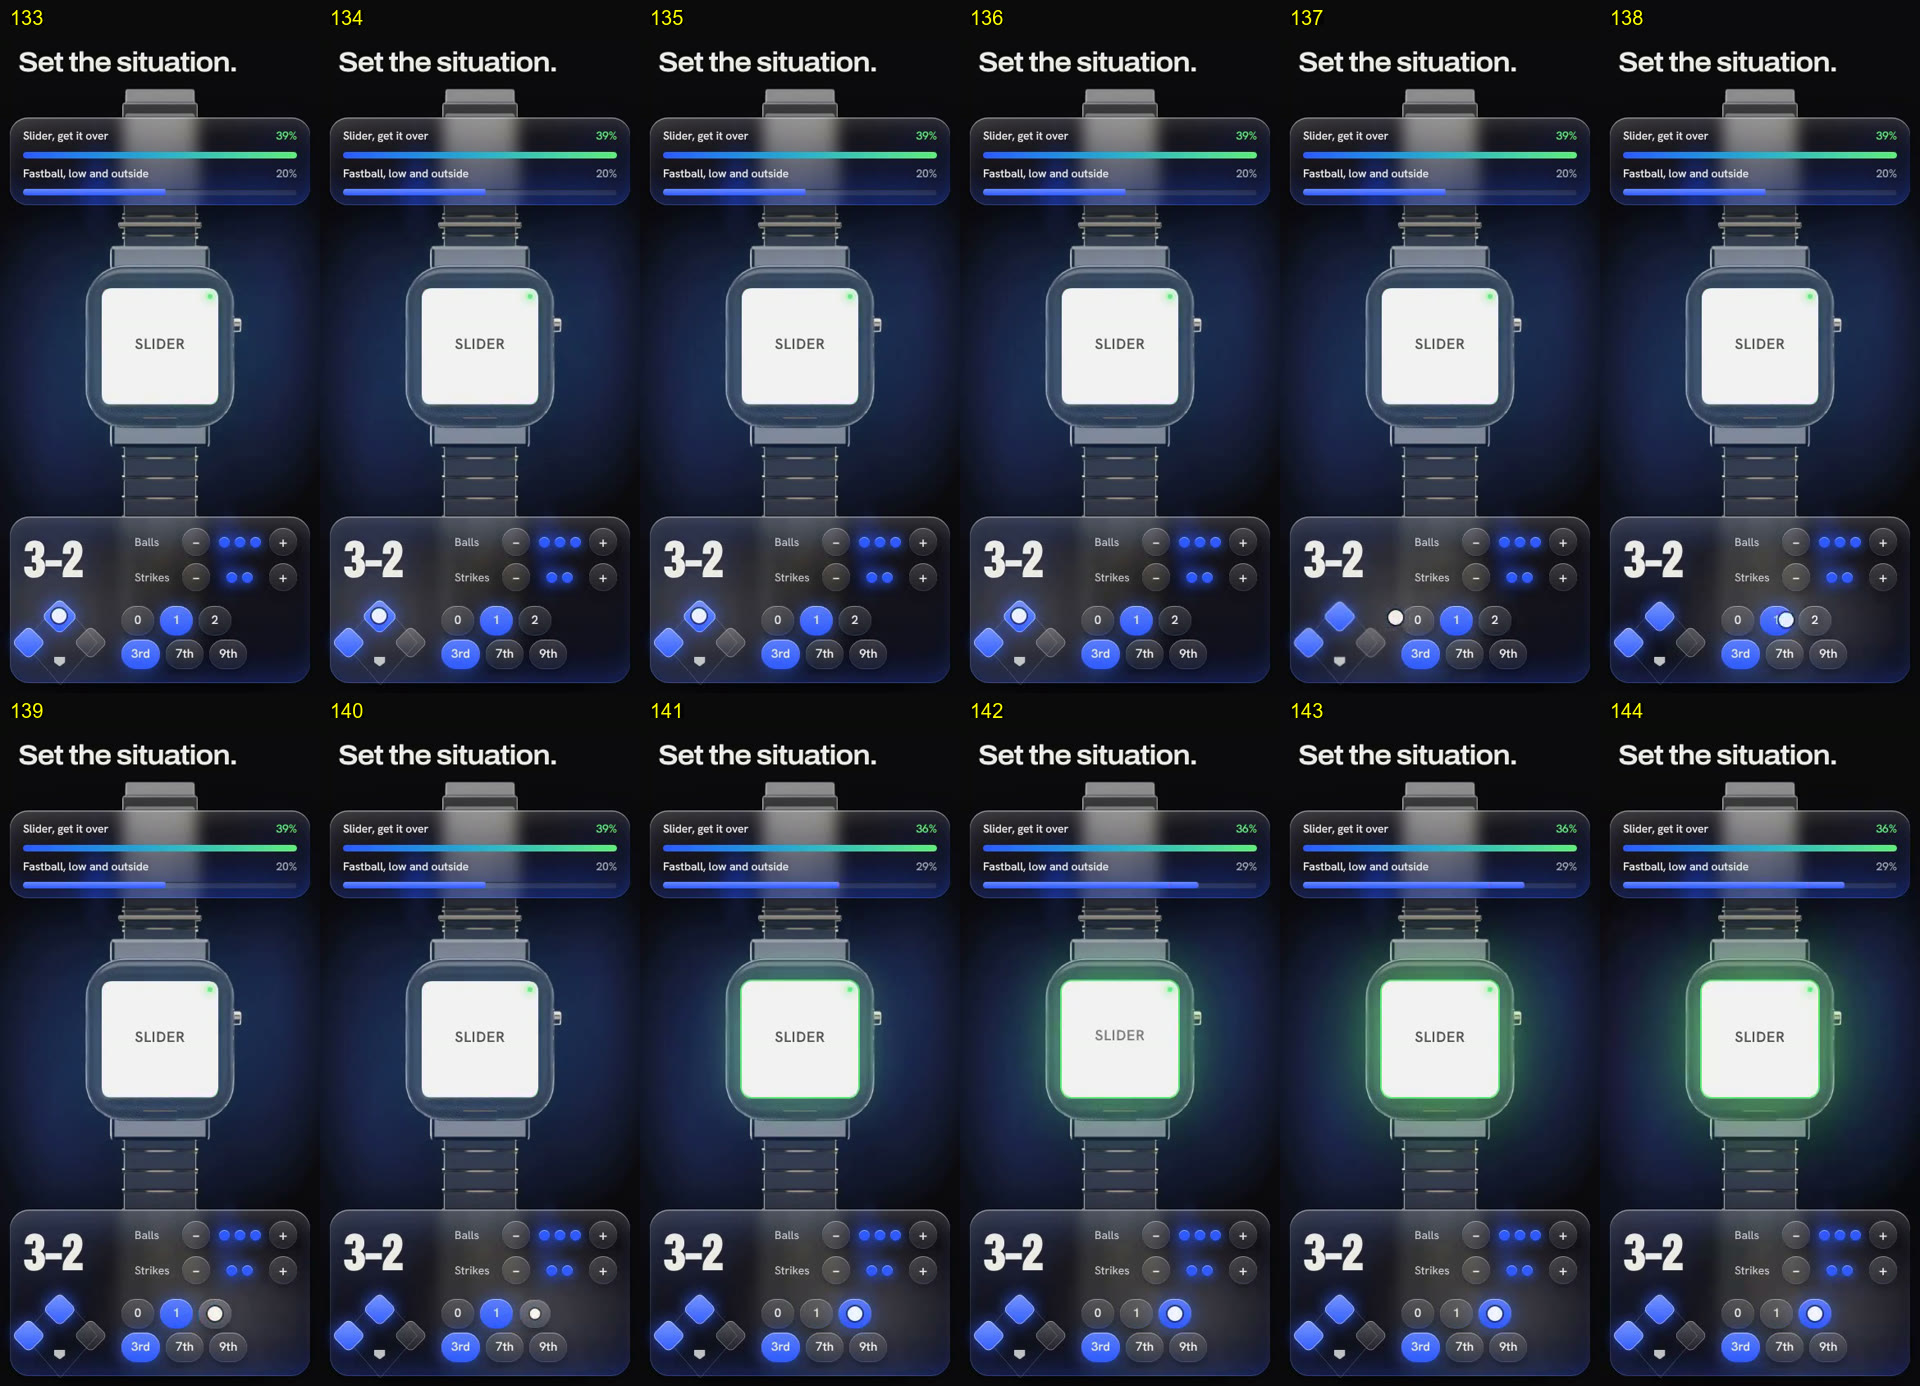 133
Set the situation.
Slider, get it over 39%
Fastball, low and outside 20%
SLIDER
3-2
Balls - +
Strikes - +
0 1 2
3rd 7th 9th
134
Set the situation.
Slider, get it over 39%
Fastball, low and outside 20%
SLIDER
3-2
Balls - +
Strikes - +
0 1 2
3rd 7th 9th
135
Set the situation.
Slider, get it over 39%
Fastball, low and outside 20%
SLIDER
3-2
Balls - +
Strikes - +
0 1 2
3rd 7th 9th
136
Set the situation.
Slider, get it over 39%
Fastball, low and outside 20%
SLIDER
3-2
Balls - +
Strikes - +
0 1 2
3rd 7th 9th
137
Set the situation.
Slider, get it over 39%
Fastball, low and outside 20%
SLIDER
3-2
Balls - +
Strikes - +
0 1 2
3rd 7th 9th
138
Set the situation.
Slider, get it over 39%
Fastball, low and outside 20%
SLIDER
3-2
Balls - +
Strikes - +
0 1 2
3rd 7th 9th
139
Set the situation.
Slider, get it over 39%
Fastball, low and outside 20%
SLIDER
3-2
Balls - +
Strikes - +
0 1
3rd 7th 9th
140
Set the situation.
Slider, get it over 39%
Fastball, low and outside 20%
SLIDER
3-2
Balls - +
Strikes - +
0 1
3rd 7th 9th
141
Set the situation.
Slider, get it over 36%
Fastball, low and outside 29%
SLIDER
3-2
Balls - +
Strikes - +
0 1
3rd 7th 9th
142
Set the situation.
Slider, get it over 36%
Fastball, low and outside 29%
SLIDER
3-2
Balls - +
Strikes - +
0 1
3rd 7th 9th
143
Set the situation.
Slider, get it over 36%
Fastball, low and outside 29%
SLIDER
3-2
Balls - +
Strikes - +
0 1
3rd 7th 9th
144
Set the situation.
Slider, get it over 36%
Fastball, low and outside 29%
SLIDER
3-2
Balls - +
Strikes - +
0 1
3rd 7th 9th